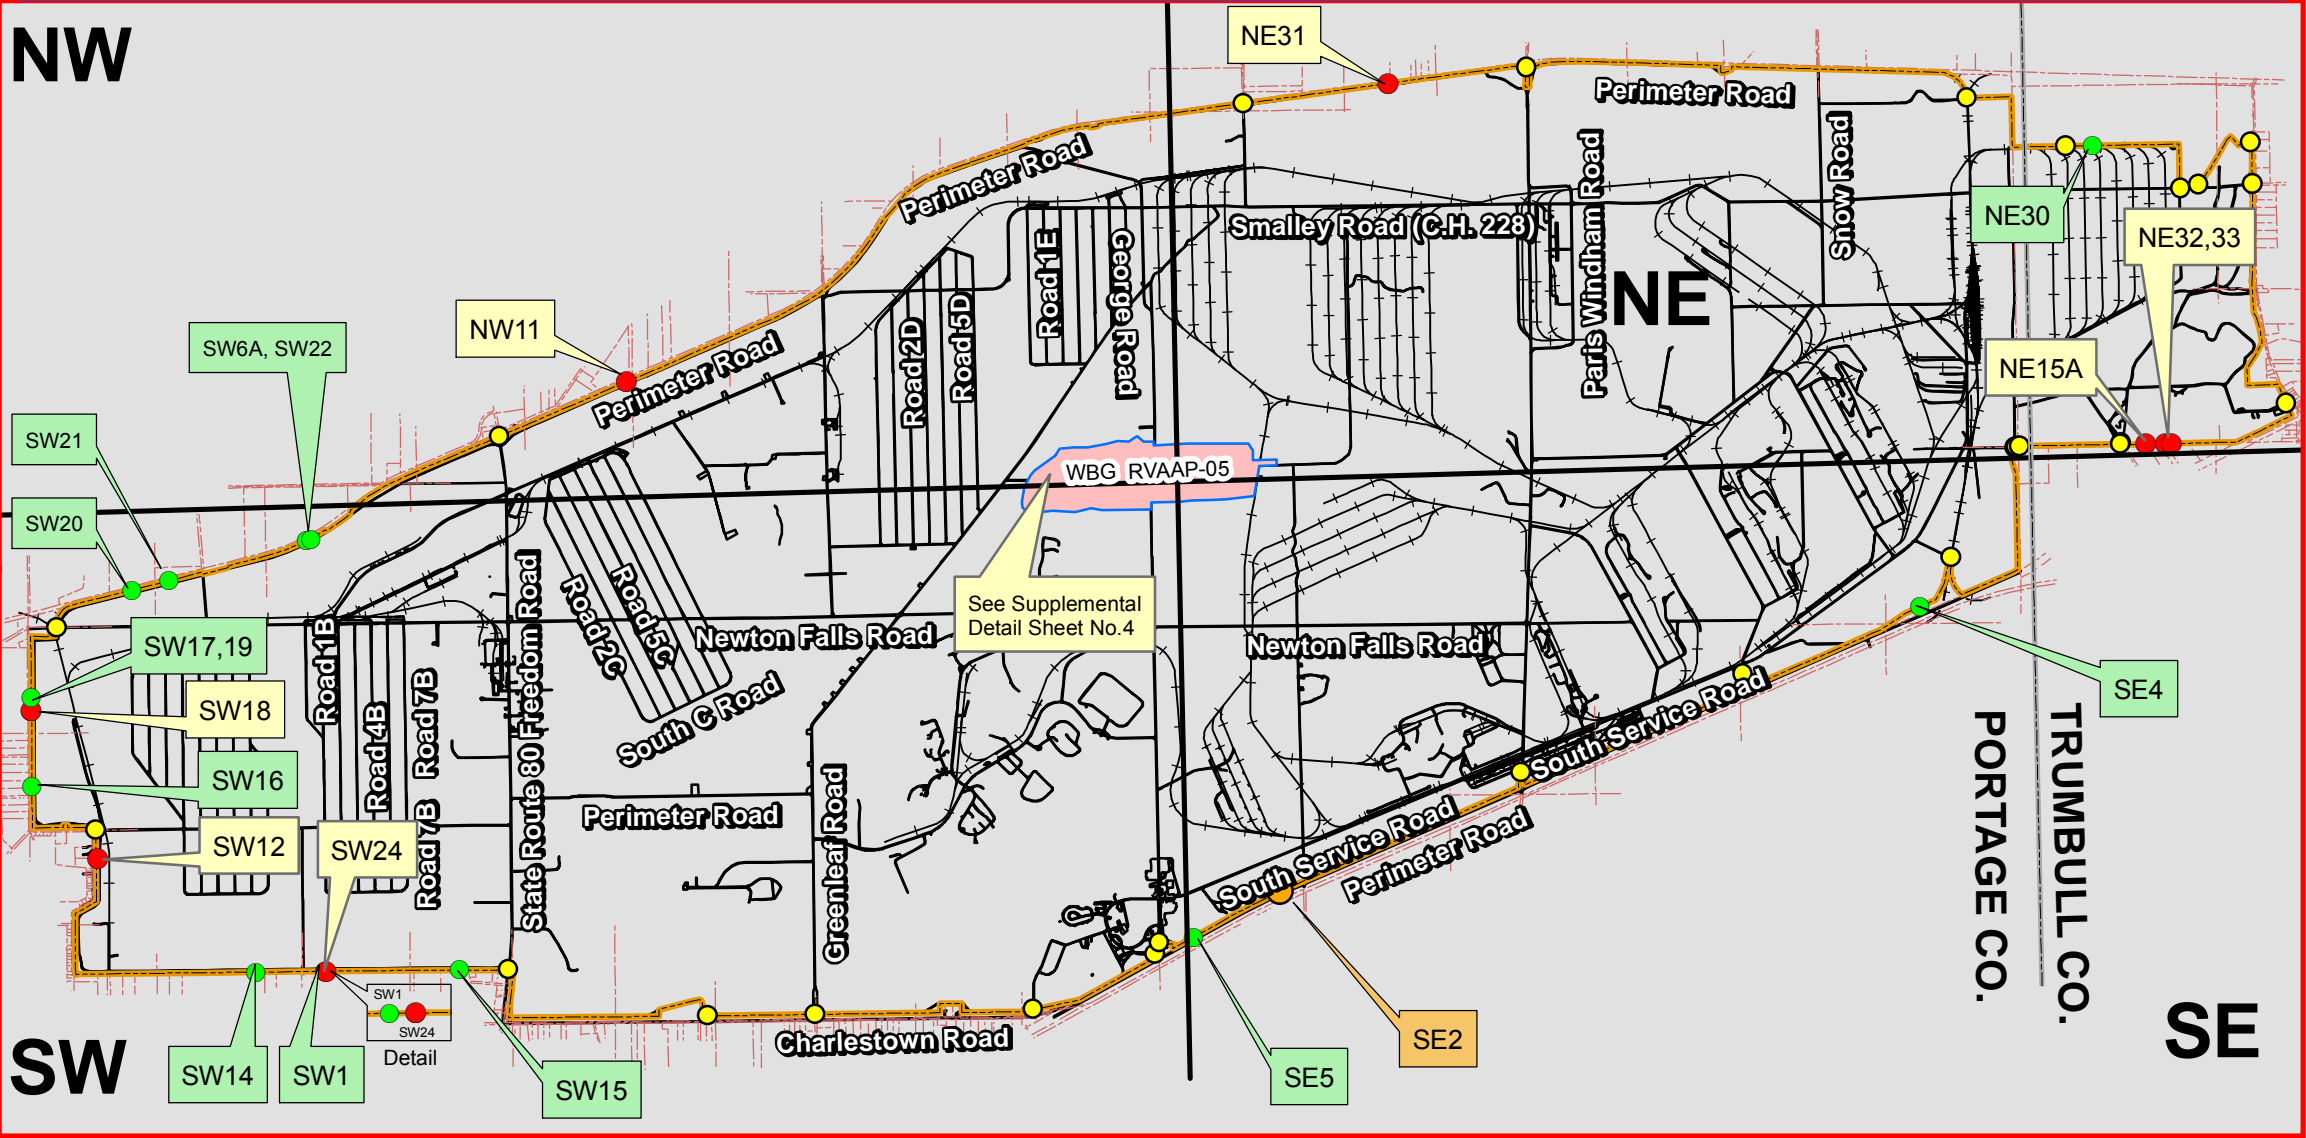 NW
NE31
Perimeter Road
Perimeter Road
Snow Road
Paris Windham Road
Smalley Road (C.H. 228)
NE30
NE32,33
NE
Road 1E
George Road
Road 2D
Road 5D
NW11
SW6A, SW22
Perimeter Road
NE15A
SW21
WBG RVAAP-05
SW20
See Supplemental
Detail Sheet No.4
State Route 80 Freedom Road
Road 2C
Road 5C
Newton Falls Road
Newton Falls Road
SW17,19
Road 1B
Road 7B
SW18
South C Road
SE4
South Service Road
PORTAGE CO.
TRUMBULL CO.
SW16
Road 4B
Perimeter Road
Greenleaf Road
SW12
SW24
Road 7B
South Service Road
Perimeter Road
SW1
SW24
Detail
SW
SW14
SW1
SW15
Charlestown Road
SE5
SE2
SE